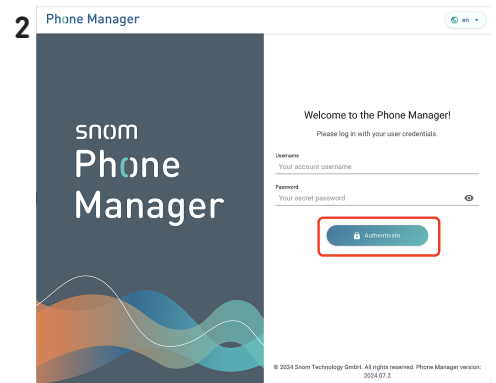 2
Phone Manager
en
snom
Phone
Manager
Welcome to the Phone Manager!
Please log in with your user credentials.
Username
Your account username
Password
Your secret password
Authenticate
© 2024 Snom Technology GmbH. All rights reserved. Phone Manager version:
2024.07.2